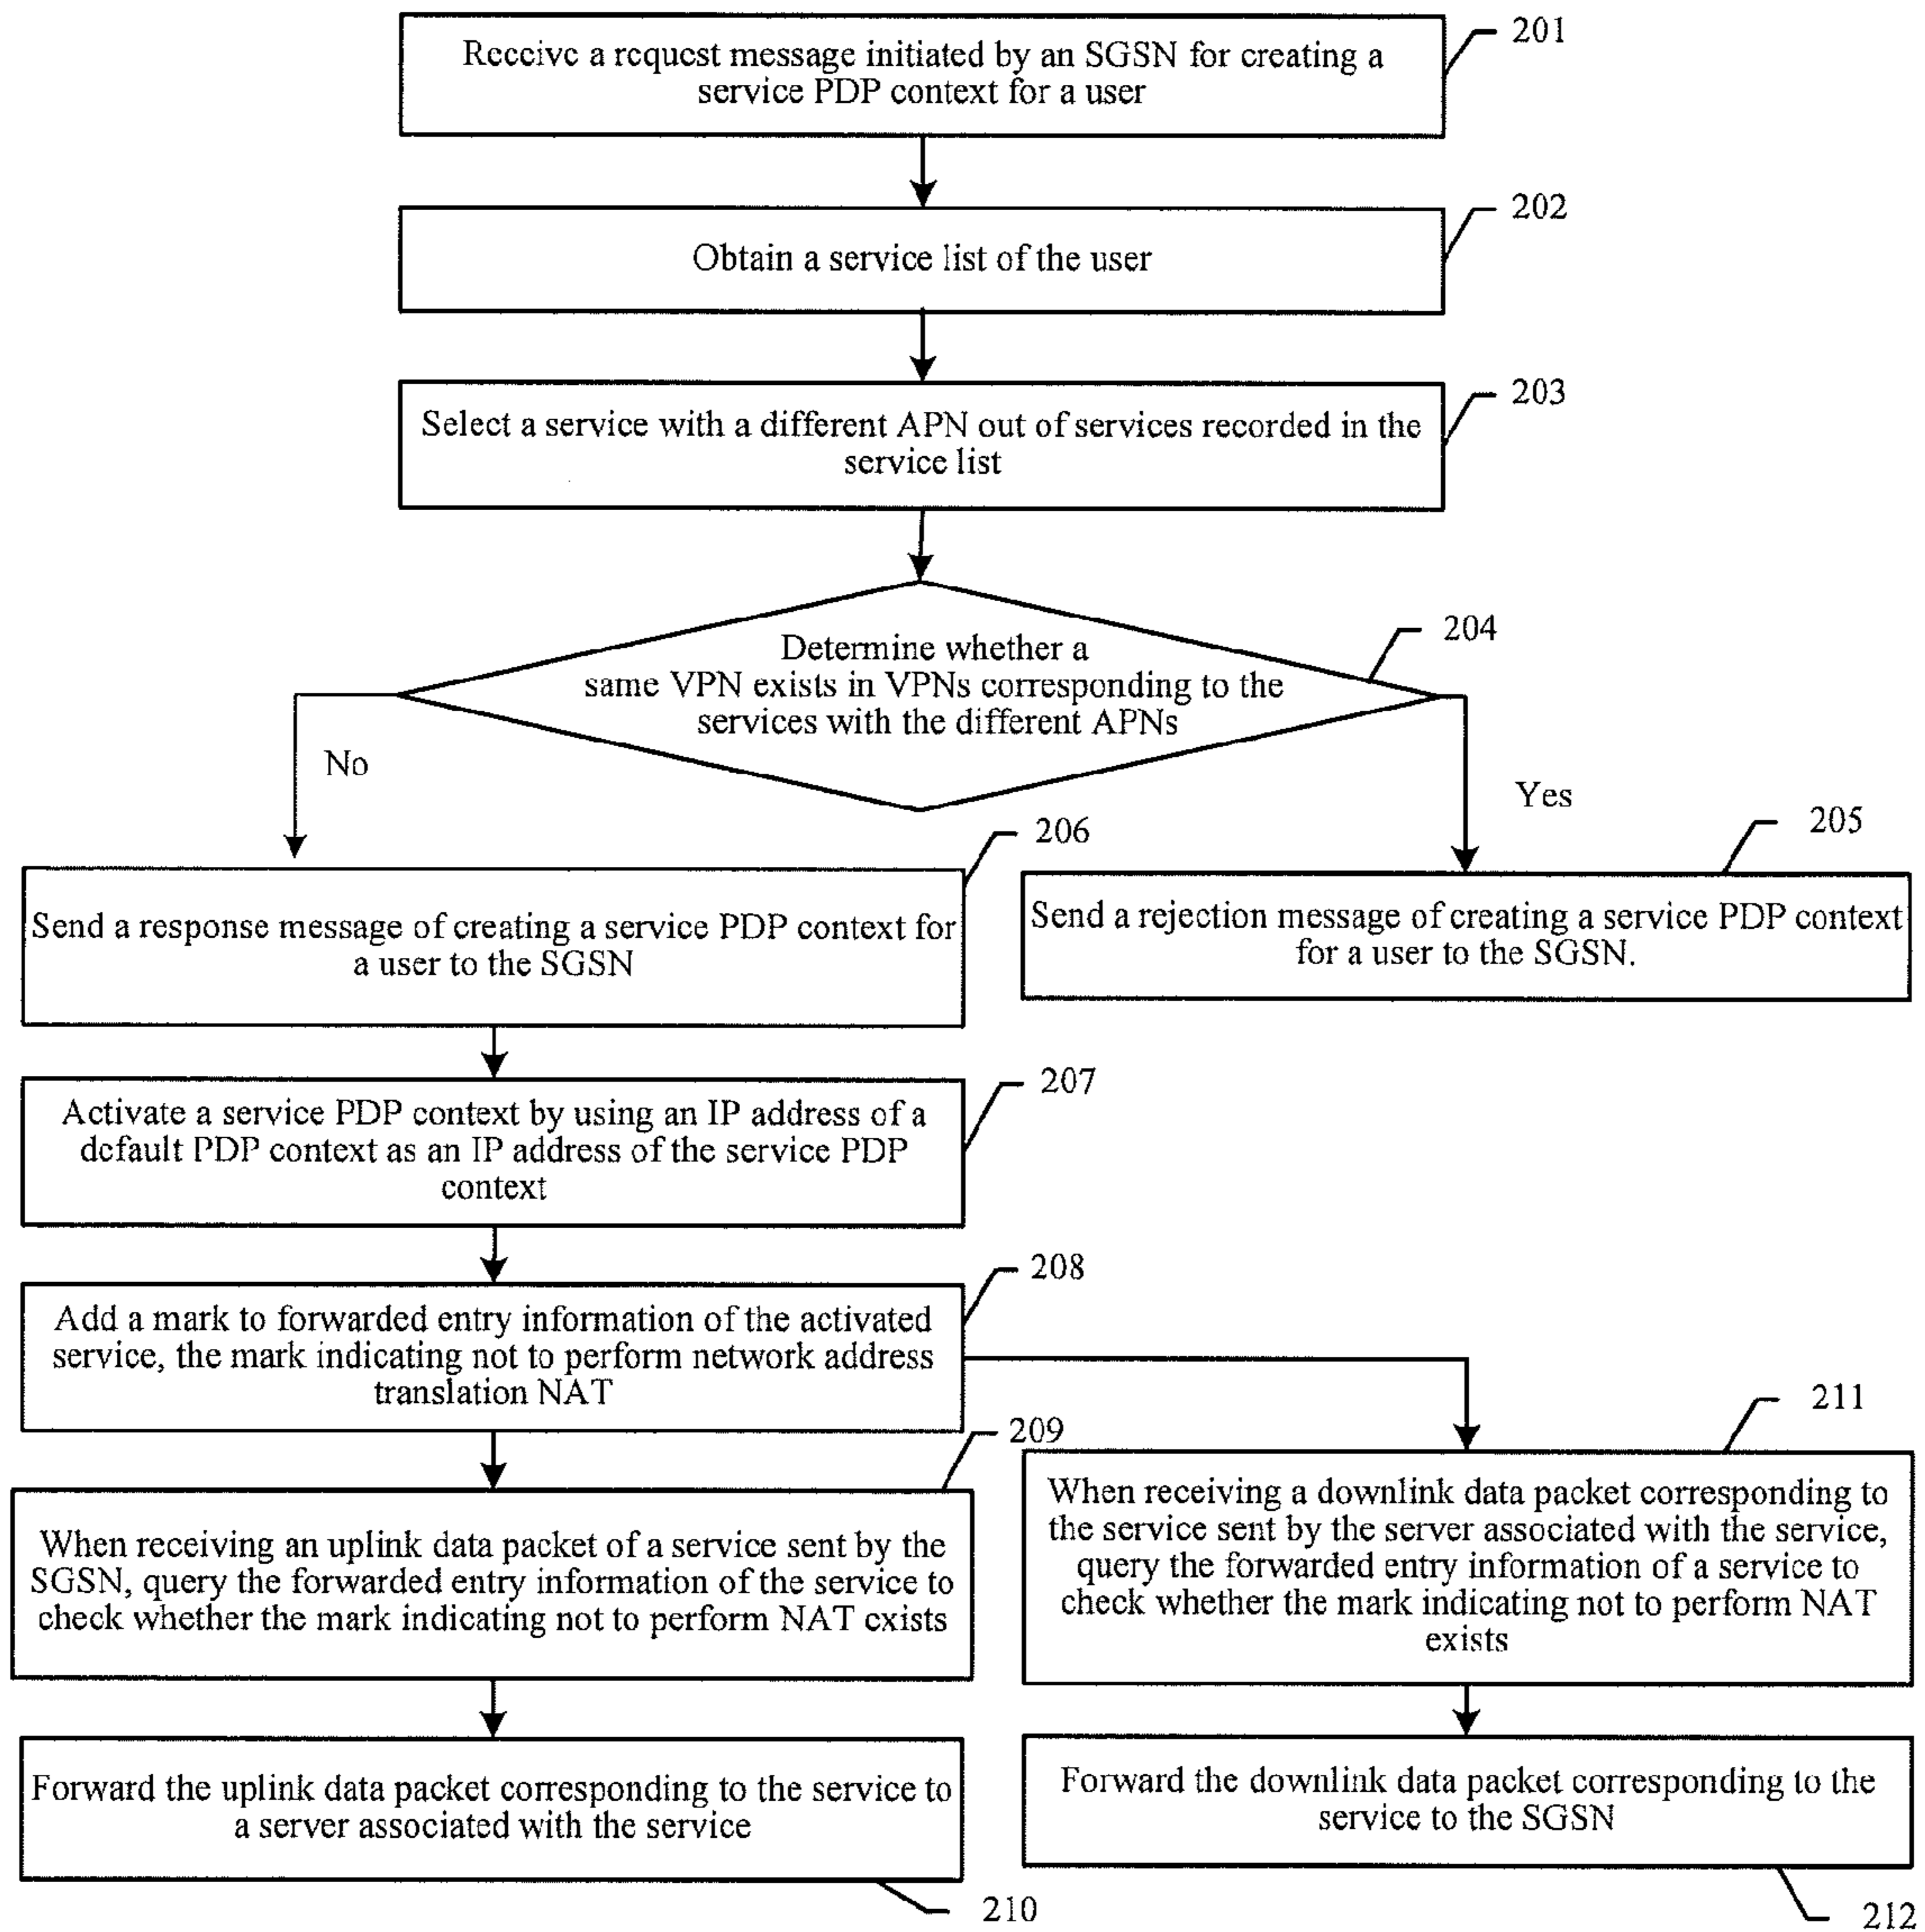 201
Receive a request message initiated by an SGSN for creating a
service PDP context for a user
202
Obtain a service list of the user
203
Select a service with a different APN out of services recorded in the
service list
204
Determine whether a
same VPN exists in VPNs corresponding to the
services with the different APNs
No
Yes
206
205
Send a response message of creating a service PDP context for
a user to the SGSN
Send a rejection message of creating a service PDP context
for a user to the SGSN.
207
Activate a service PDP context by using an IP address of a
default PDP context as an IP address of the service PDP
context
208
Add a mark to forwarded entry information of the activated
service, the mark indicating not to perform network address
translation NAT
209
When receiving an uplink data packet of a service sent by the
SGSN, query the forwarded entry information of the service to
check whether the mark indicating not to perform NAT exists
211
When receiving a downlink data packet corresponding to
the service sent by the server associated with the service,
query the forwarded entry information of a service to
check whether the mark indicating not to perform NAT
exists
Forward the uplink data packet corresponding to the service to
a server associated with the service
210
Forward the downlink data packet corresponding to the
service to the SGSN
212